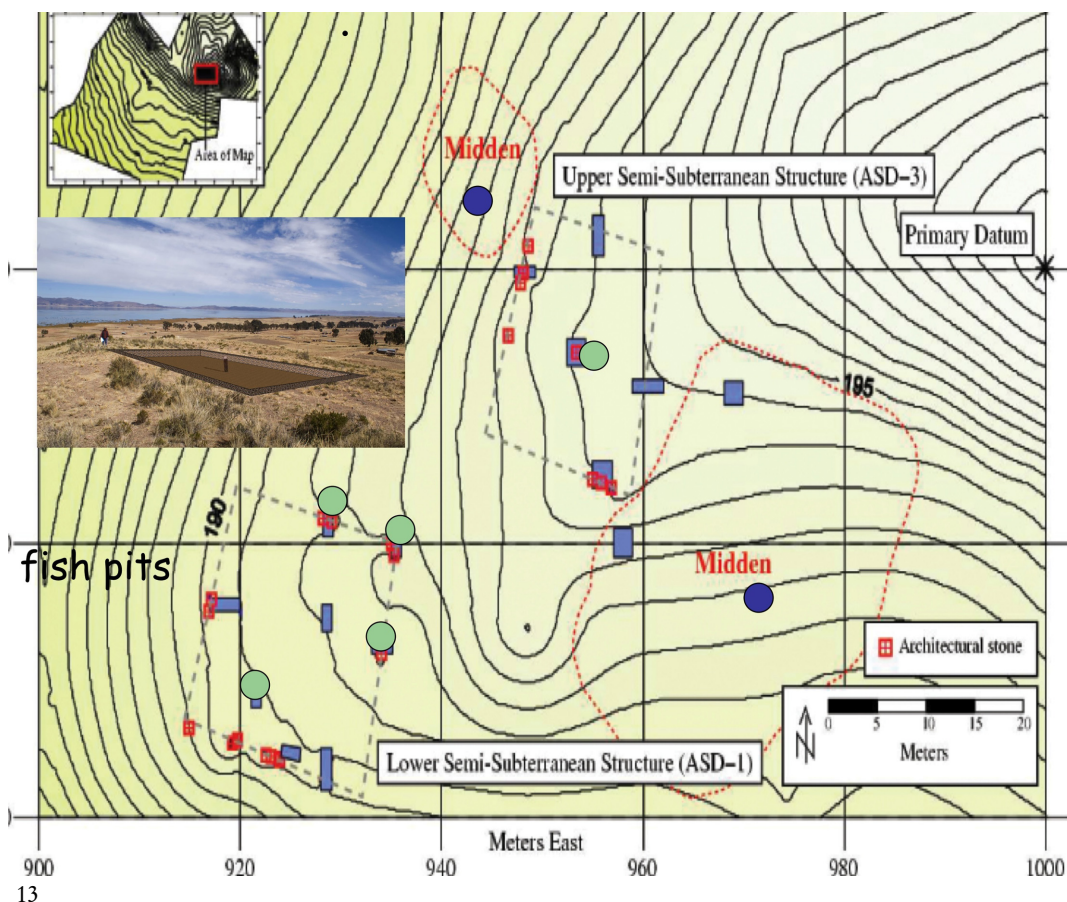 Area of Map
Midden
Upper Semi-Subterranean Structure (ASD-3)
Primary Datum
195
190
fish pits
Midden
Architectural stone
0 5 10 15 20
N
Meters
Lower Semi-Subterranean Structure (ASD-1)
Meters East
900 920 940 960 980 1000
13